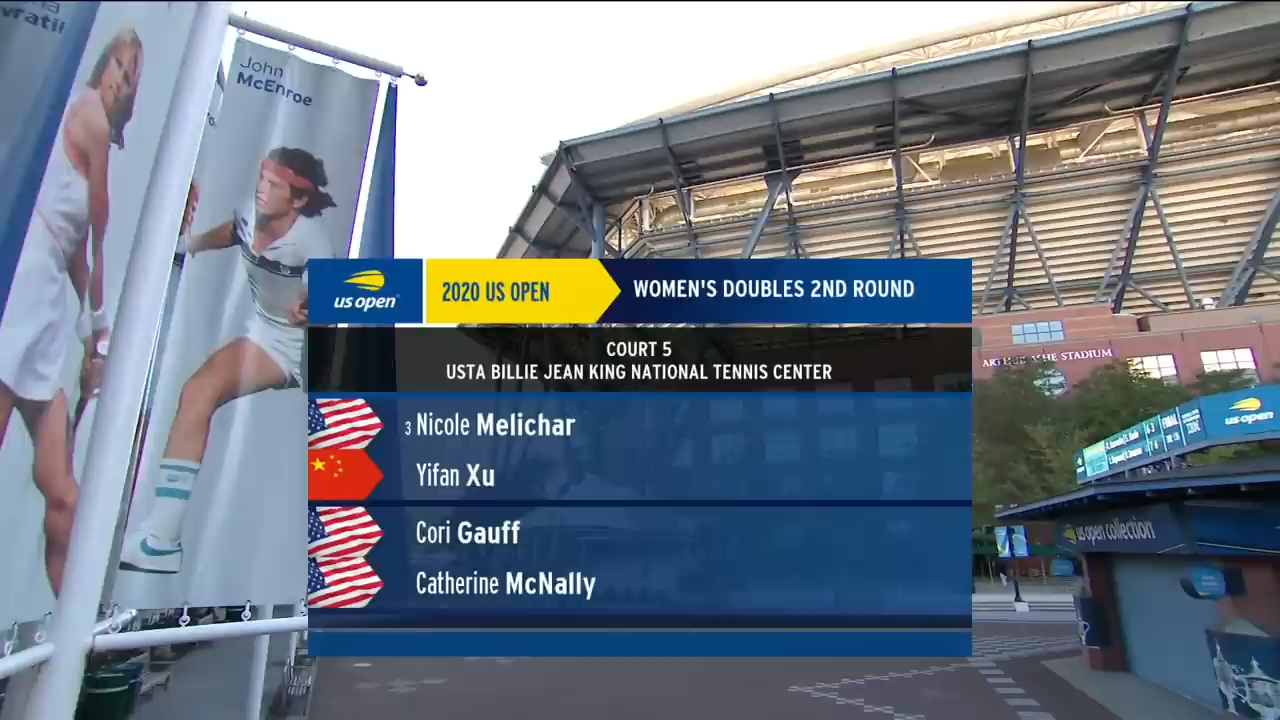 vratil
John
McEnroe
us open
2020 US OPEN
WOMEN'S DOUBLES 2ND ROUND
COURT 5
USTA BILLIE JEAN KING NATIONAL TENNIS CENTER
3 Nicole Melichar
Yifan Xu
Cori Gauff
Catherine McNally
ARTHUR ASHE STADIUM
us open
FINAL
us open collection